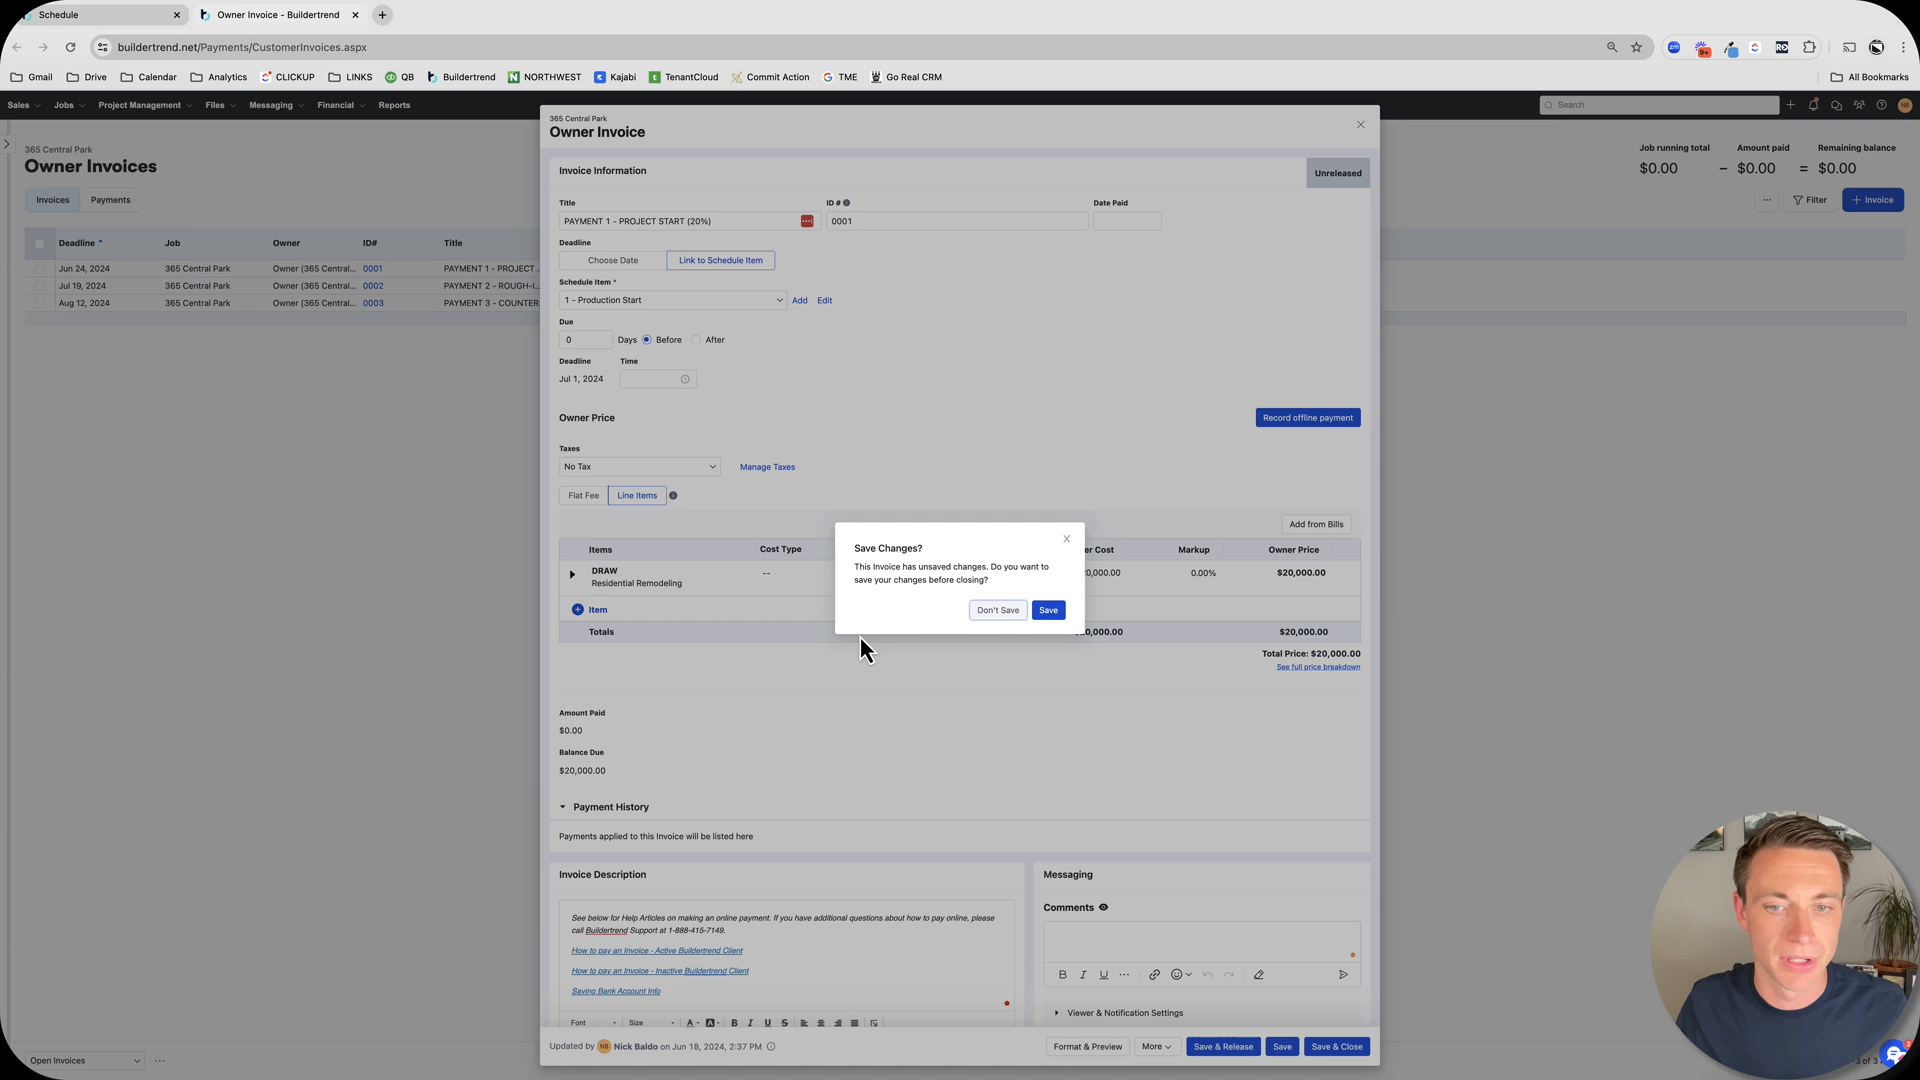 Schedule
Owner Invoice - Buildertrend
buildertrend.net/Payments/CustomerInvoices.aspx
Gmail Drive Calendar Analytics CLICKUP LINKS QB Buildertrend NORTHWEST Kajabi TenantCloud Commit Action TME Go Real CRM All Bookmarks
Sales Jobs Project Management Files Messaging Financial Reports Search NB
365 Central Park
Owner Invoices
Job running total Amount paid Remaining balance
$0.00 – $0.00 = $0.00
Invoices Payments
Filter + Invoice
Deadline Job Owner ID# Title
Jun 24, 2024 365 Central Park Owner (365 Central... 0001 PAYMENT 1 - PROJECT ...
Jul 19, 2024 365 Central Park Owner (365 Central... 0002 PAYMENT 2 - ROUGH-I...
Aug 12, 2024 365 Central Park Owner (365 Central... 0003 PAYMENT 3 - COUNTER...
365 Central Park
Owner Invoice
Invoice Information
Unreleased
Title ID # Date Paid
PAYMENT 1 - PROJECT START (20%) 0001
Deadline
Choose Date Link to Schedule Item
Schedule Item *
1 - Production Start Add Edit
Due
0 Days Before After
Deadline Time
Jul 1, 2024
Owner Price
Record offline payment
Taxes
No Tax Manage Taxes
Flat Fee Line Items
Add from Bills
Items Cost Type er Cost Markup Owner Price
DRAW -- 0,000.00 0.00% $20,000.00
Residential Remodeling
Item
Totals 0,000.00 $20,000.00
Total Price: $20,000.00
See full price breakdown
Save Changes?
This Invoice has unsaved changes. Do you want to
save your changes before closing?
Don't Save Save
Amount Paid
$0.00
Balance Due
$20,000.00
Payment History
Payments applied to this Invoice will be listed here
Invoice Description
See below for Help Articles on making an online payment. If you have additional questions about how to pay online, please
call Buildertrend Support at 1-888-415-7149.
How to pay an Invoice - Active Buildertrend Client
How to pay an Invoice - Inactive Buildertrend Client
Saving Bank Account Info
Font Size A A B I U S
Messaging
Comments
B I U
Viewer & Notification Settings
Updated by NB Nick Baldo on Jun 18, 2024, 2:37 PM
Format & Preview More Save & Release Save Save & Close
Open Invoices